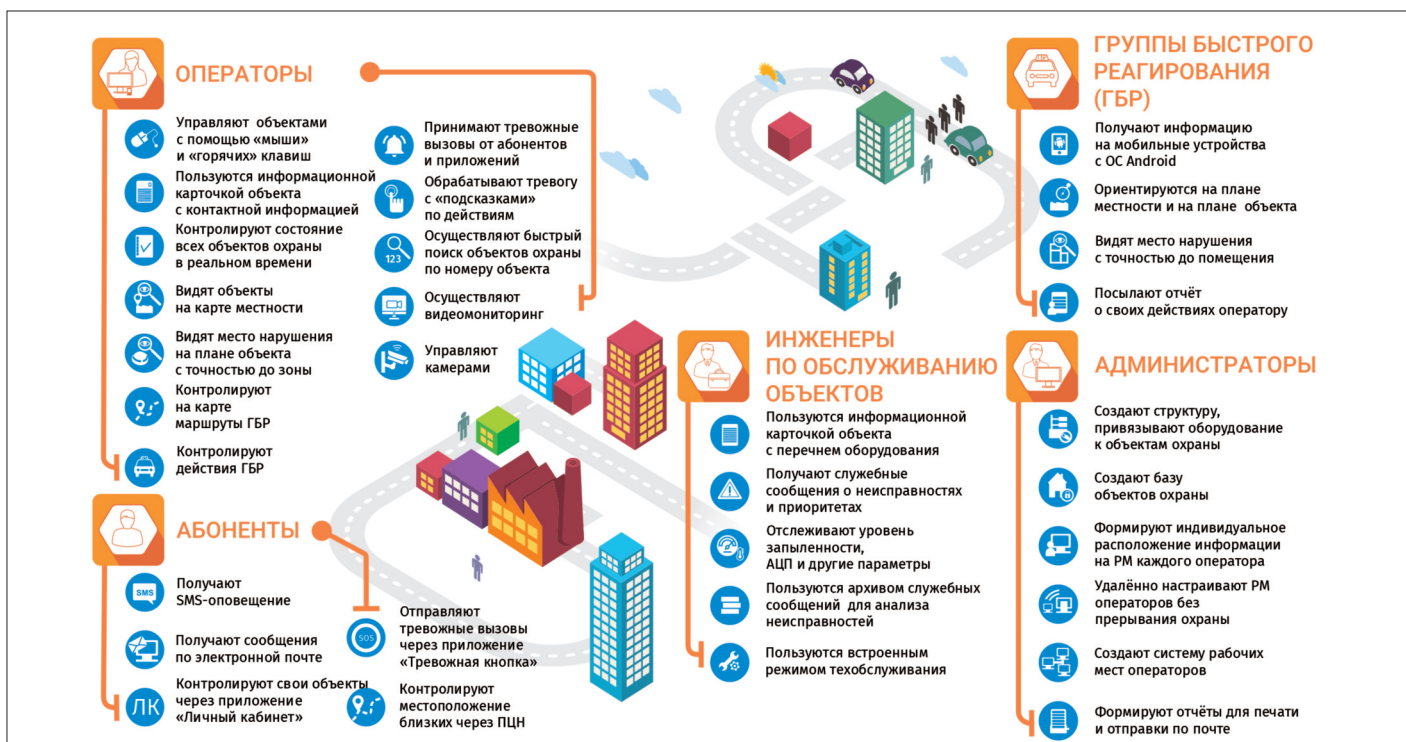 ОПЕРАТОРЫ
Управляют объектами
с помощью «мыши»
и «горячих» клавиш
Пользуются информационной
карточкой объекта
с контактной информацией
Контролируют состояние
всех объектов охраны
в реальном времени
Видят объекты
на карте местности
Видят место нарушения
на плане объекта
с точностью до зоны
Контролируют
на карте
маршруты ГБР
Контролируют
действия ГБР
Принимают тревожные
вызовы от абонентов
и приложений
Обрабатывают тревогу
с «подсказками»
по действиям
123
Осуществляют быстрый
поиск объектов охраны
по номеру объекта
Осуществляют
видеомониторинг
Управляют
камерами
АБОНЕНТЫ
SMS
Получают
SMS-оповещение
Получают сообщения
по электронной почте
ЛК
Контролируют свои объекты
через приложение
«Личный кабинет»
SOS
Отправляют
тревожные вызовы
через приложение
«Тревожная кнопка»
Контролируют
местоположение
близких через ПЦН
ГРУППЫ БЫСТРОГО
РЕАГИРОВАНИЯ
(ГБР)
Получают информацию
на мобильные устройства
с ОС Android
Ориентируются на плане
местности и на плане объекта
Видят место нарушения
с точностью до помещения
Посылают отчёт
о своих действиях оператору
ИНЖЕНЕРЫ
ПО ОБСЛУЖИВАНИЮ
ОБЪЕКТОВ
Пользуются информационной
карточкой объекта
с перечнем оборудования
Получают служебные
сообщения о неисправностях
и приоритетах
Отслеживают уровень
запыленности,
АЦП и другие параметры
Пользуются архивом служебных
сообщений для анализа
неисправностей
Пользуются встроенным
режимом техобслуживания
АДМИНИСТРАТОРЫ
Создают структуру,
привязывают оборудование
к объектам охраны
Создают базу
объектов охраны
Формируют индивидуальное
расположение информации
на РМ каждого оператора
Удалённо настраивают РМ
операторов без
прерывания охраны
Создают систему рабочих
мест операторов
Формируют отчёты для печати
и отправки по почте